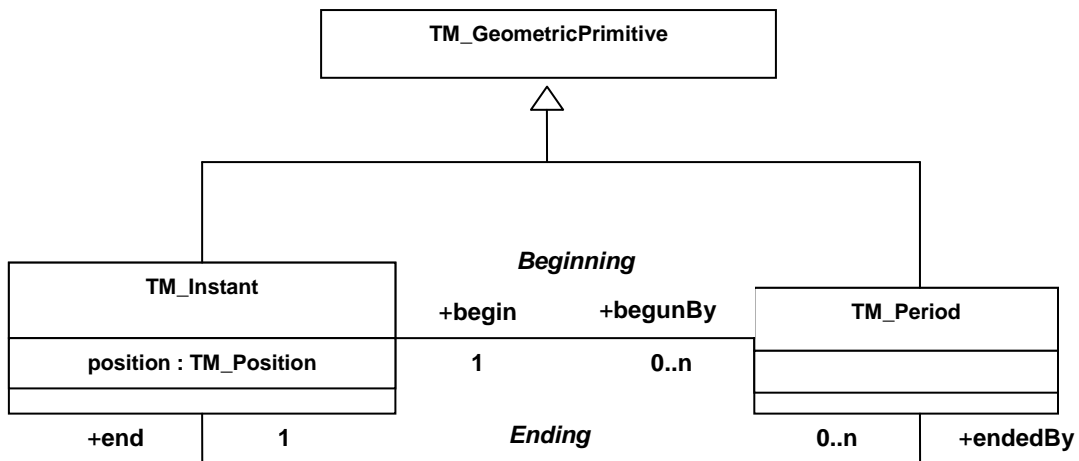 TM_GeometricPrimitive
Beginning
TM_Instant
TM_Period
+begin
+begunBy
position : TM_Position
1
0..n
+end
1
Ending
0..n
+endedBy